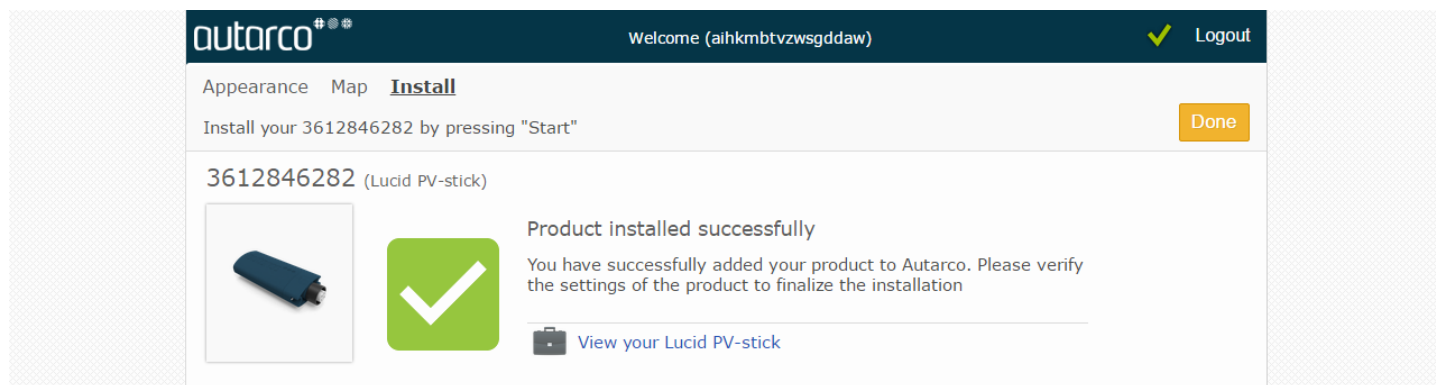 autarco
Welcome (aihkmbtvzwsgddaw)
Logout
Appearance Map Install
Install your 3612846282 by pressing "Start"
Done
3612846282 (Lucid PV-stick)
Product installed successfully
You have successfully added your product to Autarco. Please verify
the settings of the product to finalize the installation
View your Lucid PV-stick